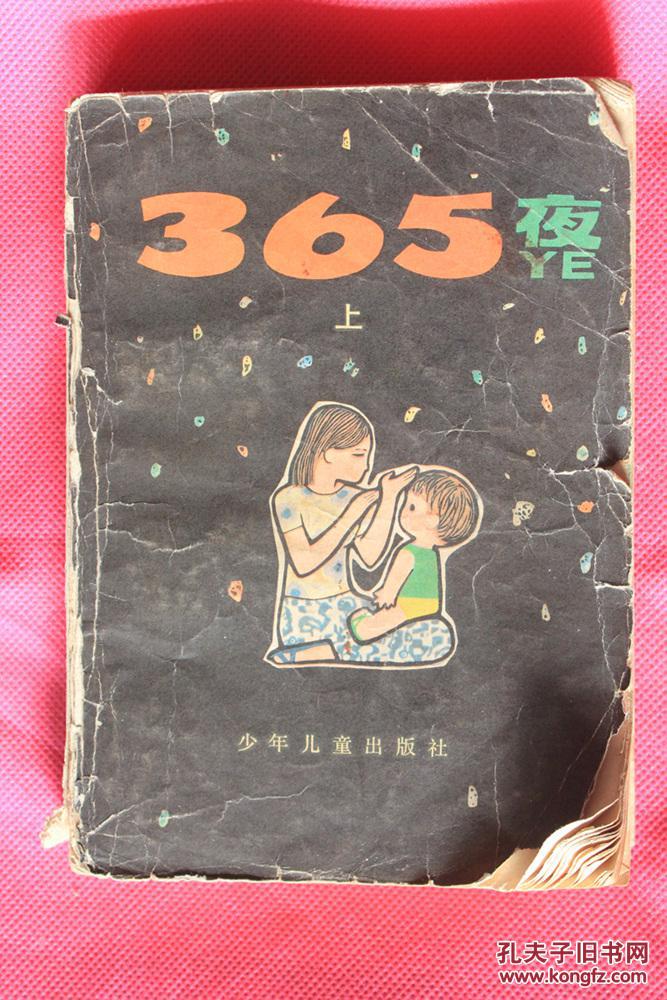 365夜
YE
上
少年儿童出版社
孔夫子旧书网
www.kongfz.com